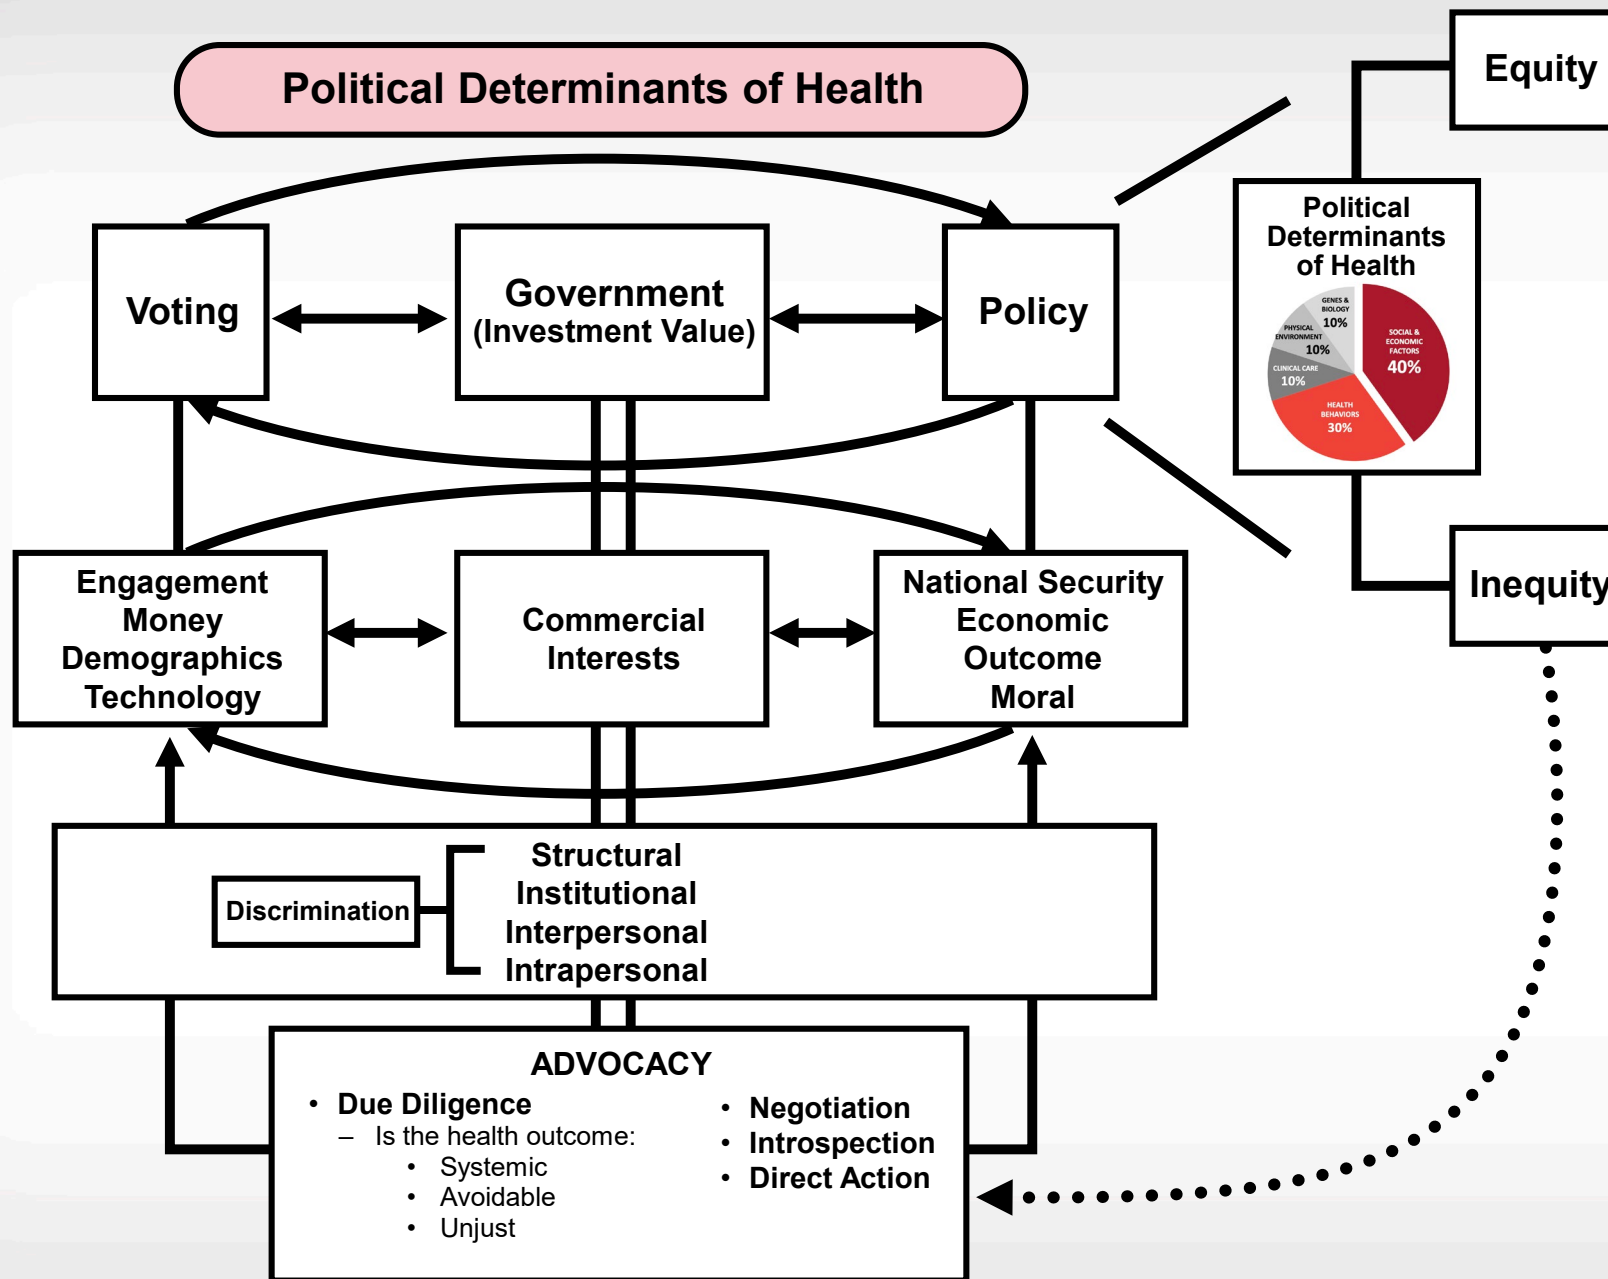 Political Determinants of Health
Equity
Voting
Government
(Investment Value)
Policy
Political
Determinants
of Health
GENES &
BIOLOGY
10%
PHYSICAL
ENVIRONMENT
10%
CLINICAL CARE
10%
SOCIAL &
ECONOMIC
FACTORS
40%
HEALTH
BEHAVIORS
30%
Inequity
Engagement
Money
Demographics
Technology
Commercial
Interests
National Security
Economic
Outcome
Moral
Discrimination
Structural
Institutional
Interpersonal
Intrapersonal
ADVOCACY
• Due Diligence
– Is the health outcome:
• Systemic
• Avoidable
• Unjust
• Negotiation
• Introspection
• Direct Action